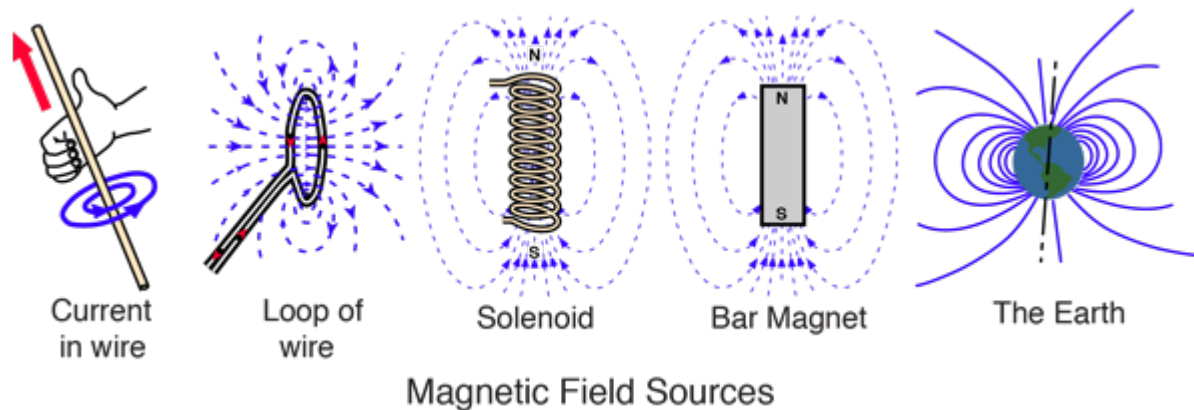 N
N
S
S
Current
in wire
Loop of
wire
Solenoid
Bar Magnet
The Earth
Magnetic Field Sources